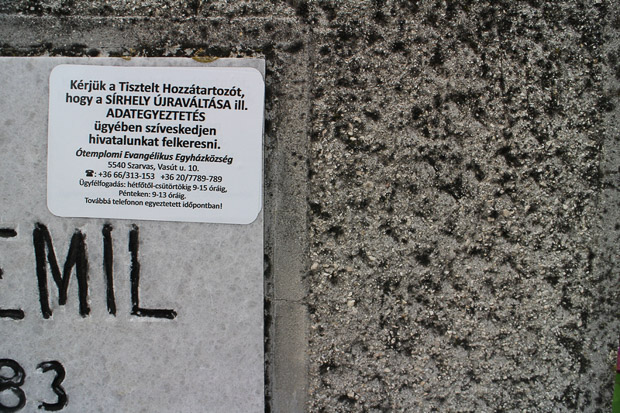 Kérjük a Tisztelt Hozzátartozót,
hogy a SÍRHELY ÚJRAVÁLTÁSA ill.
ADATEGYEZTETÉS
ügyében szíveskedjen
hivatalunkat felkeresni.
Ótemplomi Evangélikus Egyházközség
5540 Szarvas, Vasút u. 10.
☎: +36 66/313-153 +36 20/7789-789
Ügyfélfogadás: hétfőtől-csütörtökig 9-15 óráig,
Pénteken: 9-13 óráig.
Továbbá telefonon egyeztetett időpontban!
EMIL
83